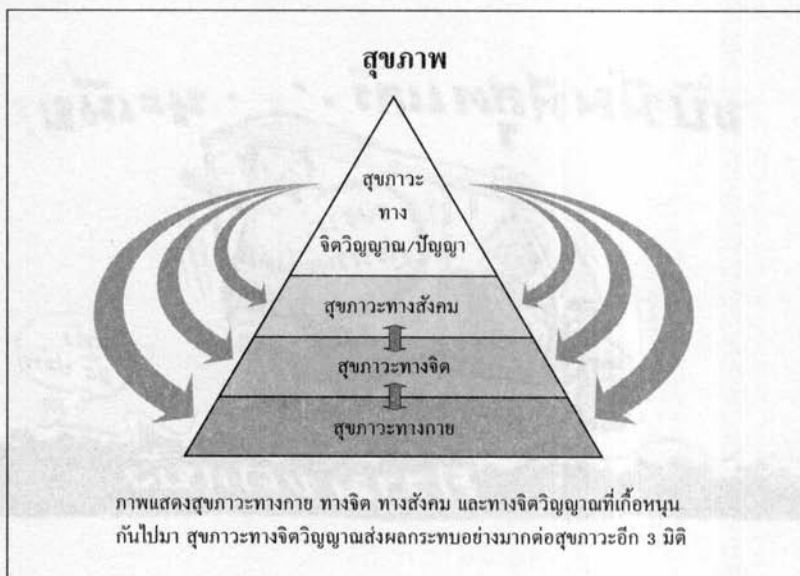 สุขภาพ
สุขภาวะ
ทาง
จิตวิญญาณ/ปัญญา
สุขภาวะทางสังคม
สุขภาวะทางจิต
สุขภาวะทางกาย
ภาพแสดงสุขภาวะทางกาย ทางจิต ทางสังคม และทางจิตวิญญาณที่เกื้อหนุน
กันไปมา สุขภาวะทางจิตวิญญาณส่งผลกระทบอย่างมากต่อสุขภาวะอีก 3 มิติ